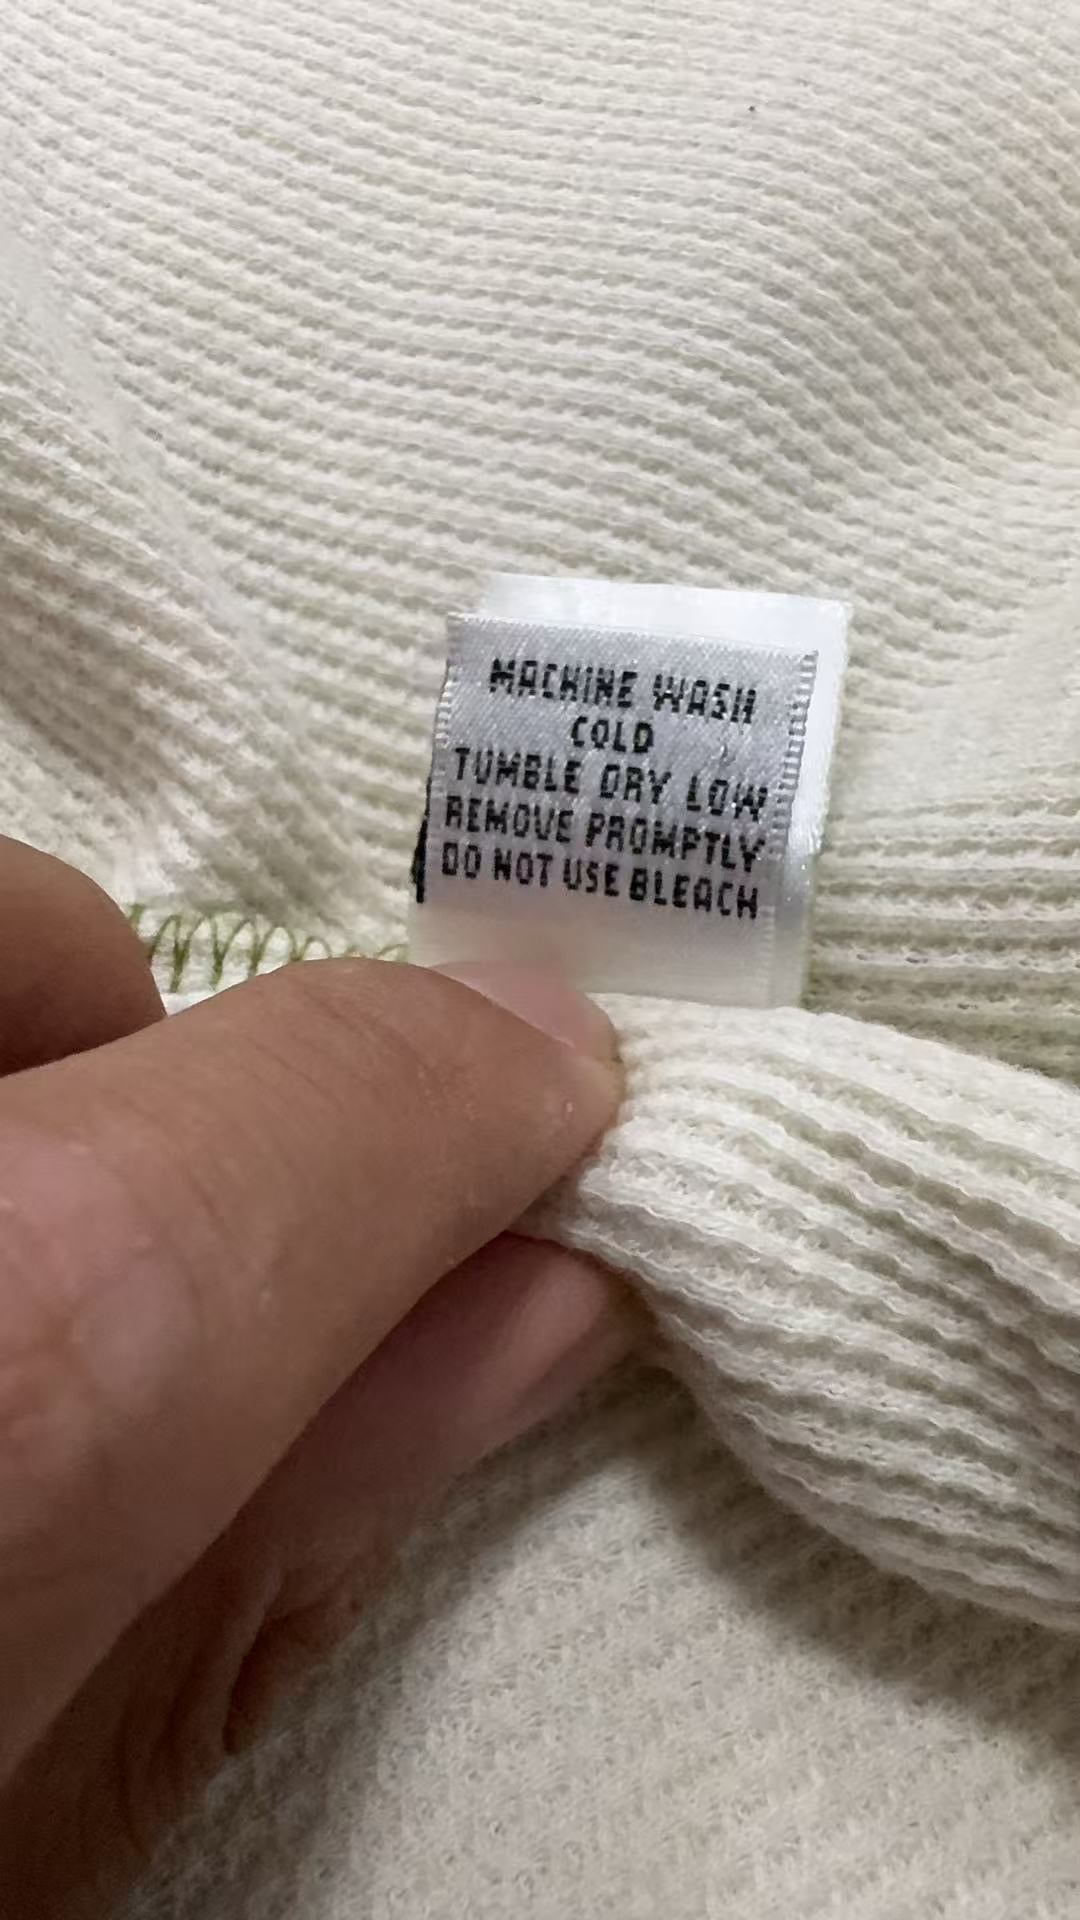 MACHINE WASH
COLD
TUMBLE DRY LOW
REMOVE PROMPTLY
DO NOT USE BLEACH